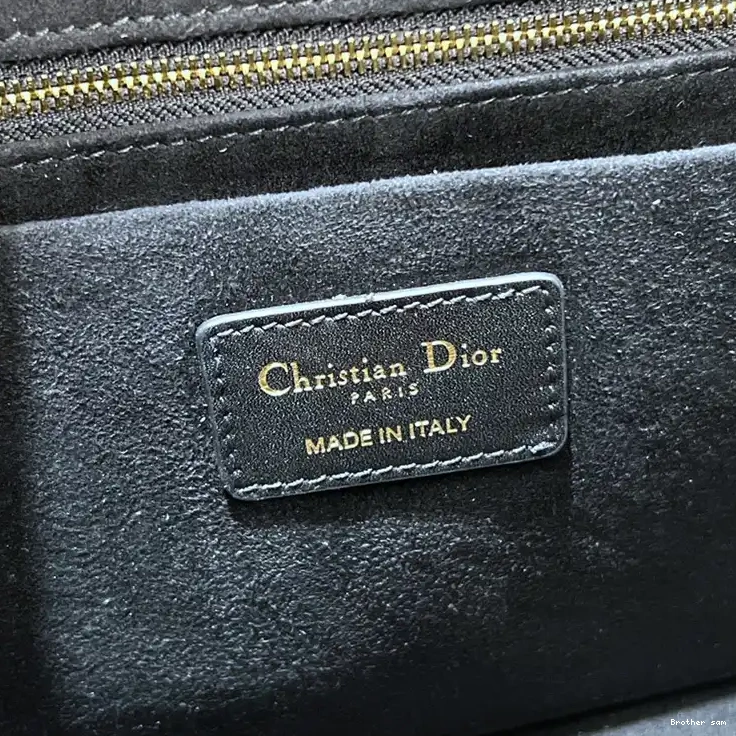 Christian Dior
PARIS
MADE IN ITALY
Brother sam